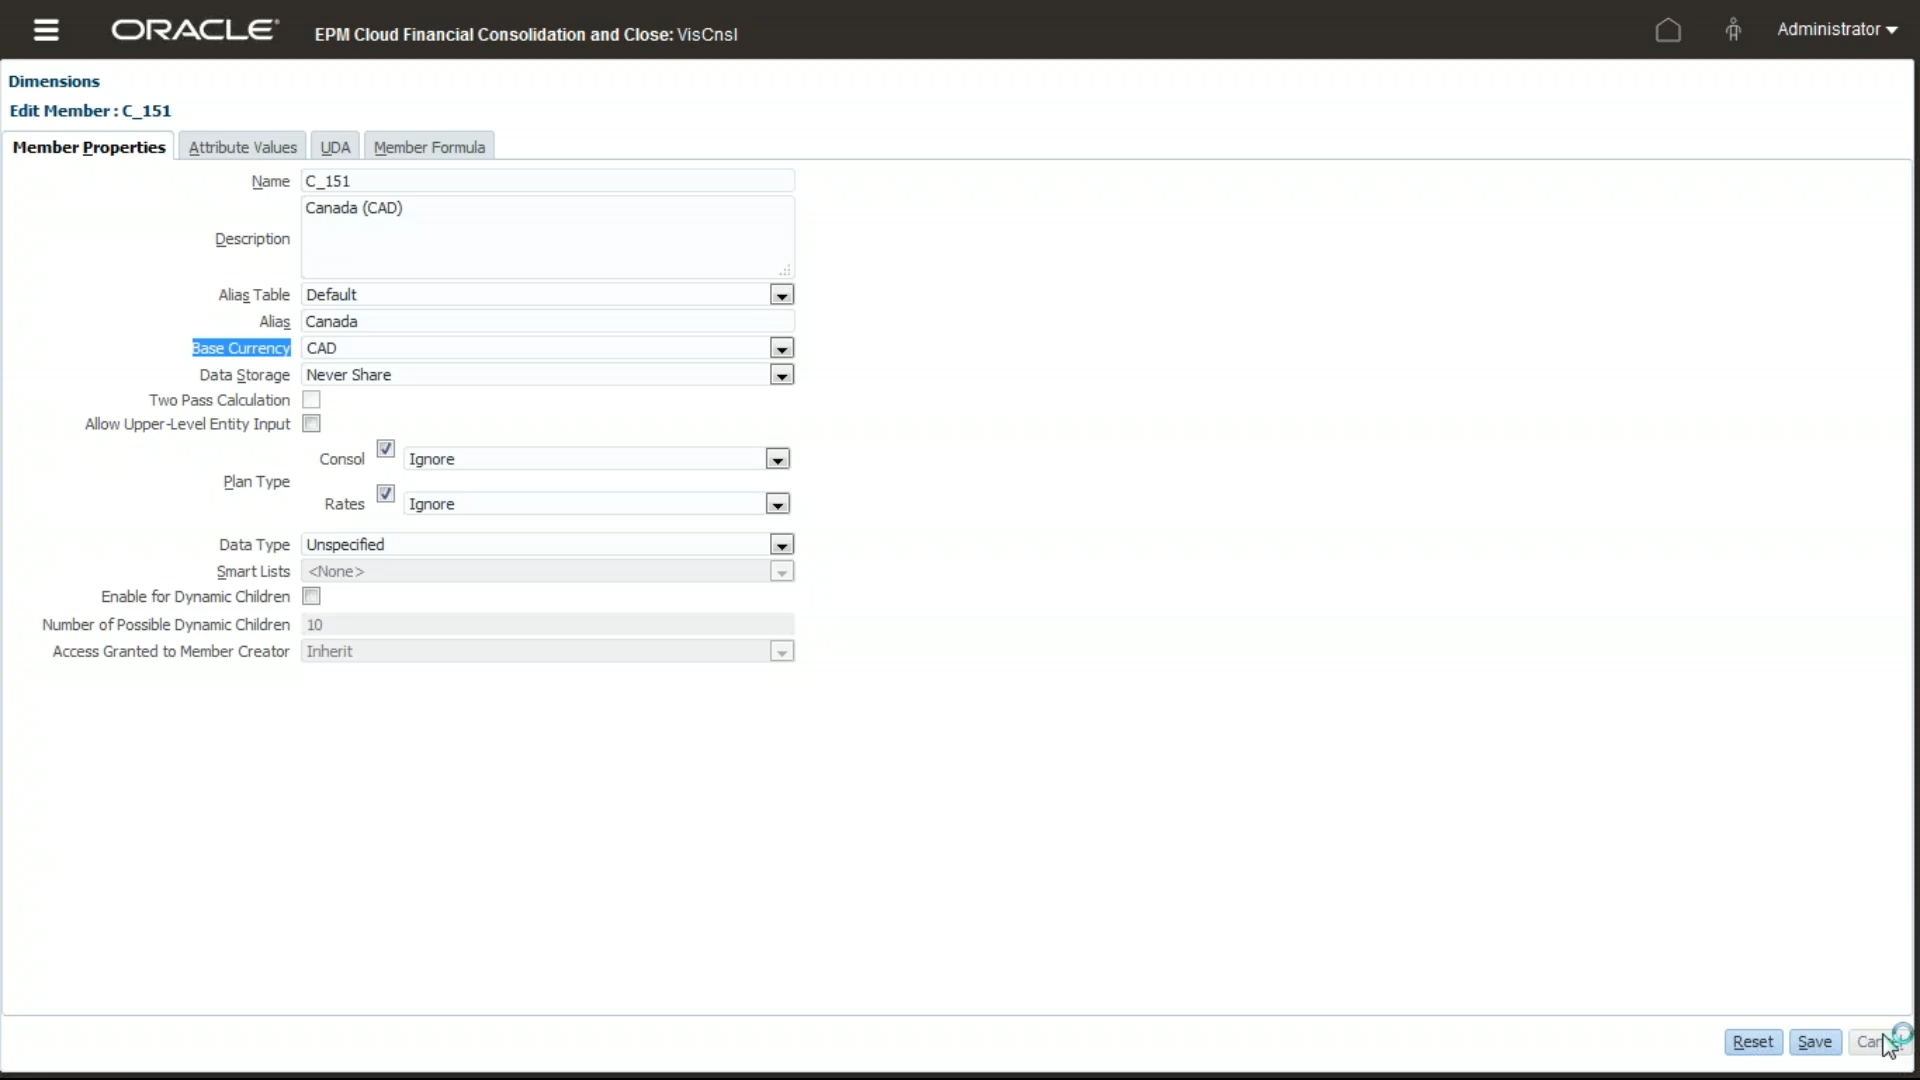 ORACLE
EPM Cloud Financial Consolidation and Close: VisCnsl
Administrator
Dimensions
Edit Member : C_151
Member Properties Attribute Values UDA Member Formula
Name C_151
Description Canada (CAD)
Alias Table Default
Alias Canada
Base Currency CAD
Data Storage Never Share
Two Pass Calculation
Allow Upper-Level Entity Input
Plan Type
Consol Ignore
Rates Ignore
Data Type Unspecified
Smart Lists <None>
Enable for Dynamic Children
Number of Possible Dynamic Children 10
Access Granted to Member Creator Inherit
Reset Save